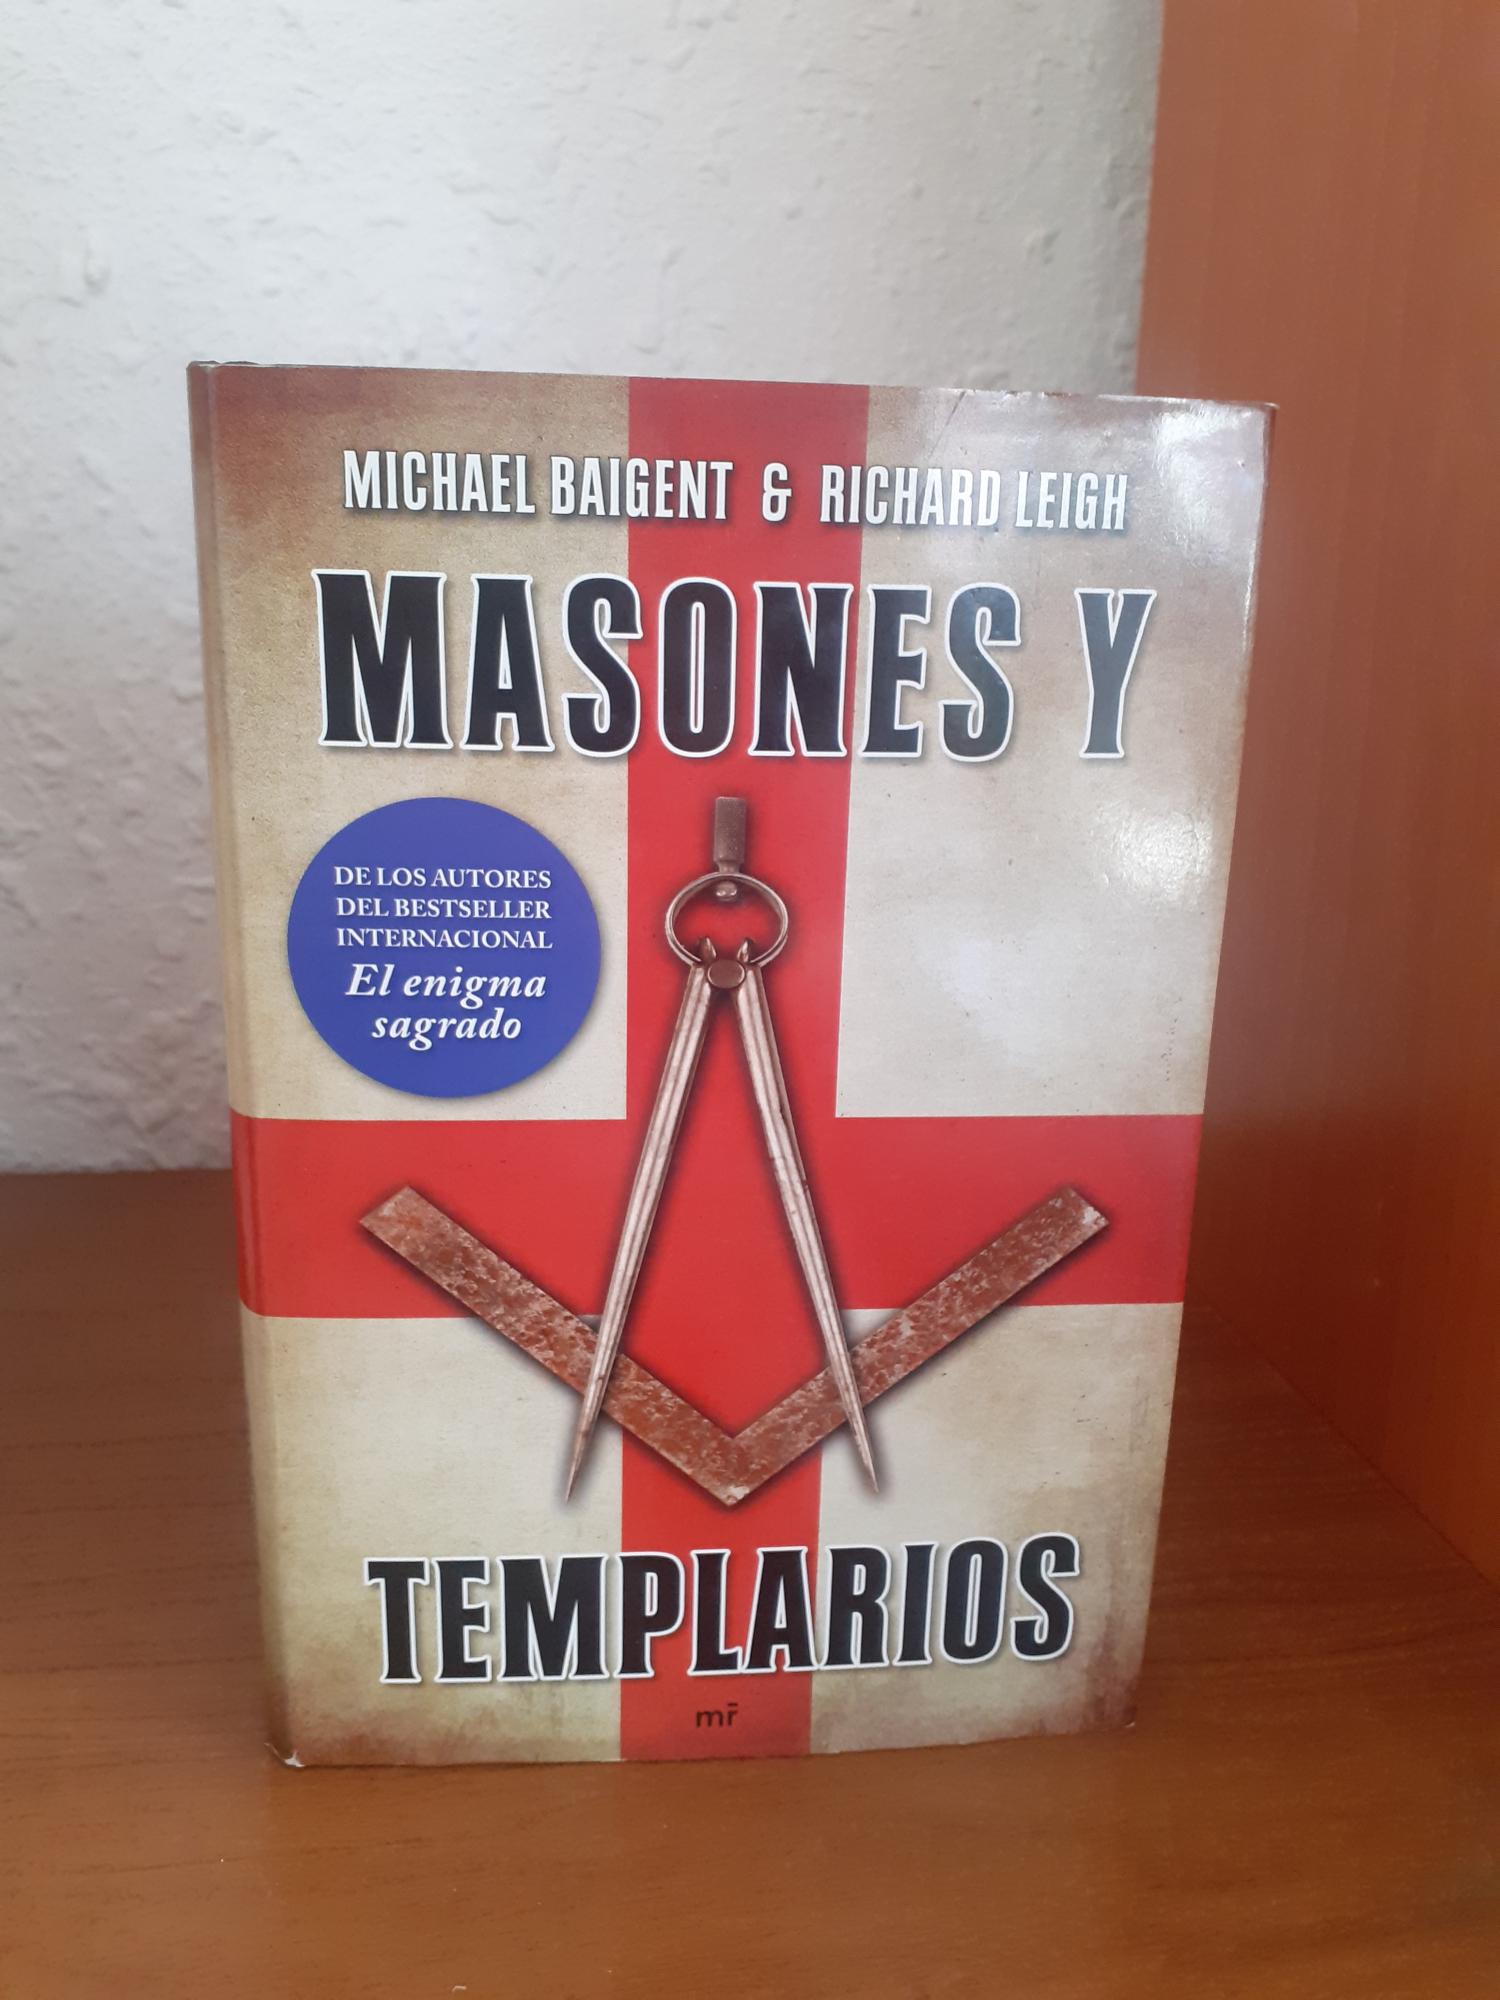 MICHAEL BAIGENT & RICHARD LEIGH
MASONES Y
DE LOS AUTORES
DEL BESTSELLER
INTERNACIONAL
El enigma
sagrado
TEMPLARIOS
mr̄